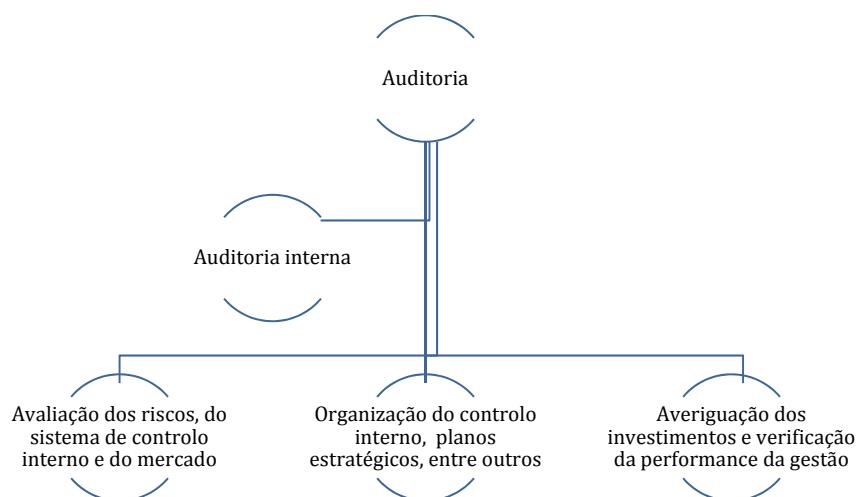 Auditoria
Auditoria interna
Avaliação dos riscos, do
sistema de controlo
interno e do mercado
Organização do controlo
interno, planos
estratégicos, entre outros
Averiguação dos
investimentos e verificação
da performance da gestão